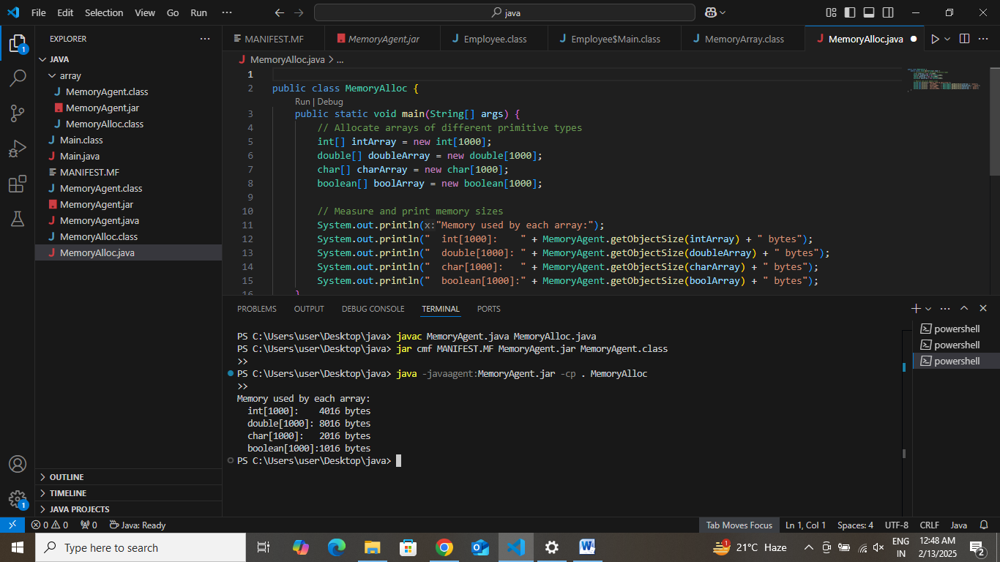 File Edit Selection View Go Run ··· java
EXPLORER ···
JAVA
array
MemoryAgent.class
MemoryAgent.jar
MemoryAlloc.class
Main.class
Main.java
MANIFEST.MF
MemoryAgent.class
MemoryAgent.jar
MemoryAgent.java
MemoryAlloc.class
MemoryAlloc.java
OUTLINE
TIMELINE
JAVA PROJECTS
1
1
MANIFEST.MF MemoryAgent.jar Employee.class Employee$Main.class MemoryArray.class MemoryAlloc.java
MemoryAlloc.java > ...
1
2 public class MemoryAlloc {
Run | Debug
3 public static void main(String[] args) {
4 // Allocate arrays of different primitive types
5 int[] intArray = new int[1000];
6 double[] doubleArray = new double[1000];
7 char[] charArray = new char[1000];
8 boolean[] boolArray = new boolean[1000];
9
10 // Measure and print memory sizes
11 System.out.println(x:"Memory used by each array:");
12 System.out.println("  int[1000]:    " + MemoryAgent.getObjectSize(intArray) + " bytes");
13 System.out.println("  double[1000]: " + MemoryAgent.getObjectSize(doubleArray) + " bytes");
14 System.out.println("  char[1000]:   " + MemoryAgent.getObjectSize(charArray) + " bytes");
15 System.out.println("  boolean[1000]:" + MemoryAgent.getObjectSize(boolArray) + " bytes");
16 }
PROBLEMS OUTPUT DEBUG CONSOLE TERMINAL PORTS
PS C:\Users\user\Desktop\java> javac MemoryAgent.java MemoryAlloc.java
PS C:\Users\user\Desktop\java> jar cmf MANIFEST.MF MemoryAgent.jar MemoryAgent.class
>>
PS C:\Users\user\Desktop\java> java -javaagent:MemoryAgent.jar -cp . MemoryAlloc
>>
Memory used by each array:
  int[1000]:    4016 bytes
  double[1000]: 8016 bytes
  char[1000]:   2016 bytes
  boolean[1000]:1016 bytes
PS C:\Users\user\Desktop\java>
powershell
powershell
powershell
0 0 0 Java: Ready Tab Moves Focus Ln 1, Col 1 Spaces: 4 UTF-8 CRLF Java
Type here to search 1 21°C Haze ENG IN 12:48 AM 2/13/2025 2